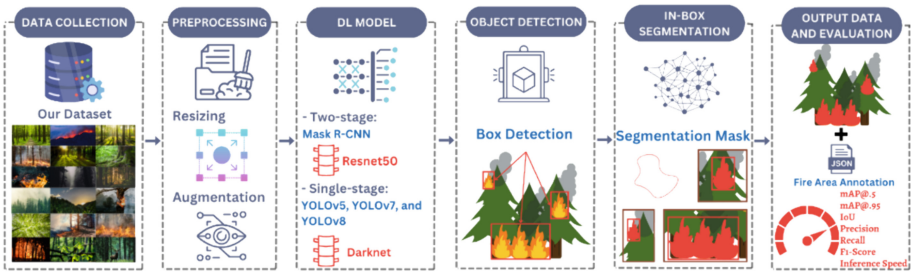 DATA COLLECTION
Our Dataset
PREPROCESSING
Resizing
Augmentation
DL MODEL
- Two-stage:
Mask R-CNN
Resnet50
- Single-stage:
YOLOv5, YOLOv7, and
YOLOv8
Darknet
OBJECT DETECTION
Box Detection
IN-BOX
SEGMENTATION
Segmentation Mask
OUTPUT DATA
AND EVALUATION
+
JSON
Fire Area Annotation
mAP@.5
mAP@.95
IoU
Precision
Recall
F1-Score
Inference Speed